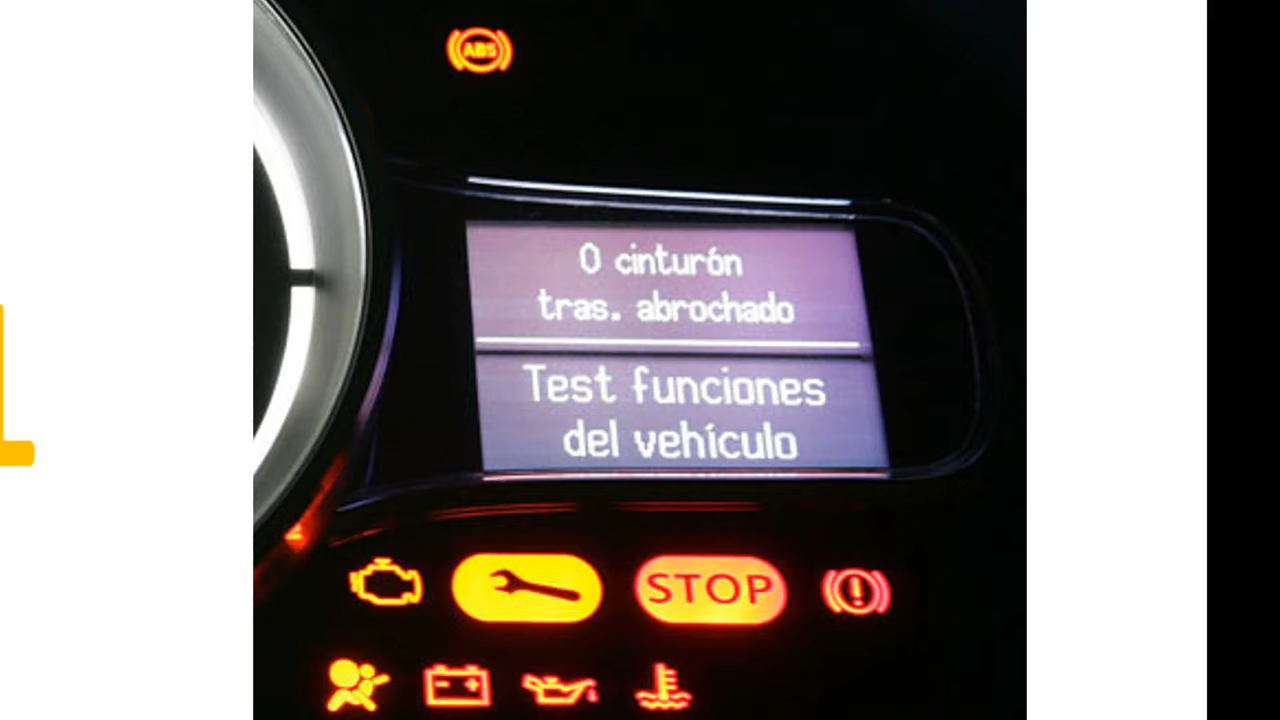 ABS
0 cinturón
tras. abrochado
Test funciones
del vehículo
STOP